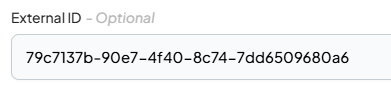 External ID - Optional
79c7137b-90e7-4f40-8c74-7dd6509680a6